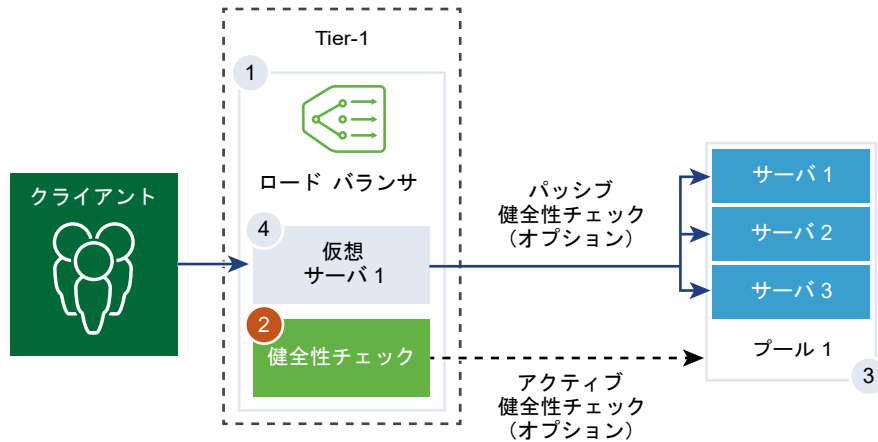 Tier-1
1
ロード バランサ
クライアント
4
仮想
サーバ 1
2
健全性チェック
パッシブ
健全性チェック
（オプション）
アクティブ
健全性チェック
（オプション）
サーバ 1
サーバ 2
サーバ 3
プール 1
3